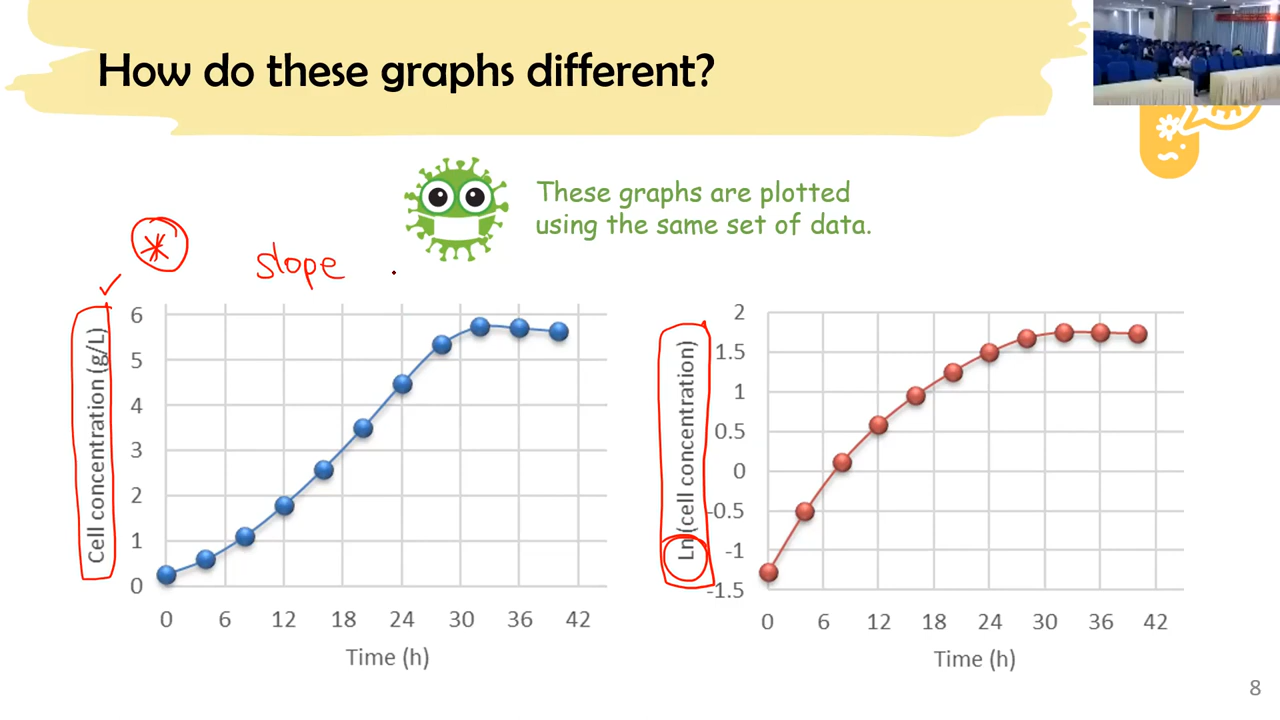 How do these graphs different?
These graphs are plotted
using the same set of data.
slope
Cell concentration (g/L)
6
5
4
3
2
1
0
0 6 12 18 24 30 36 42
Time (h)
Ln (cell concentration)
2
1.5
1
0.5
0
-0.5
-1
-1.5
0 6 12 18 24 30 36 42
Time (h)
8